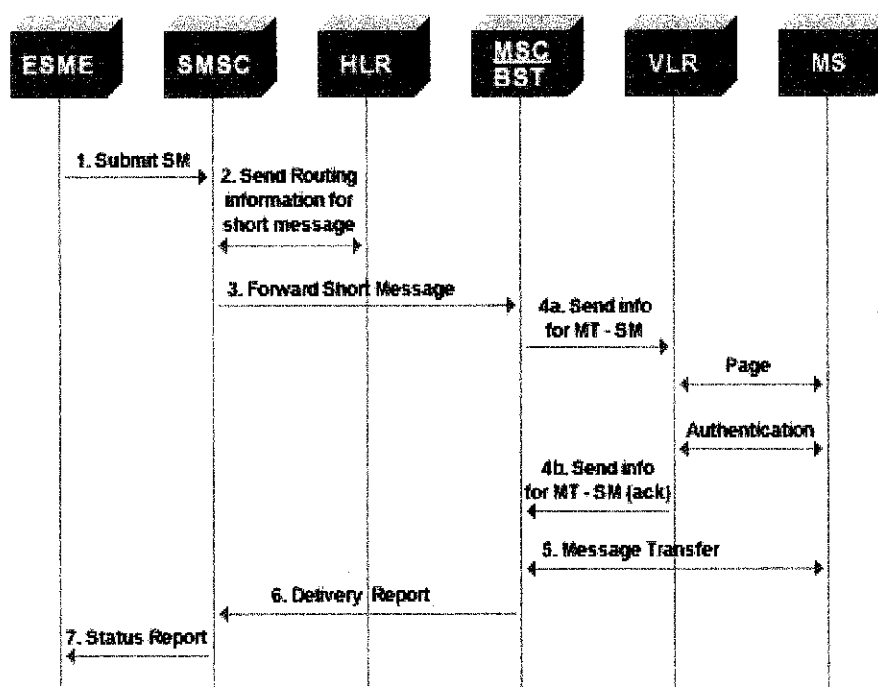 ESME
SMSC
HLR
MSC
BST
VLR
MS
1. Submit SM
2. Send Routing
information for
short message
3. Forward Short Message
4a. Send info
for MT - SM
Page
Authentication
4b. Send info
for MT - SM (ack)
5. Message Transfer
6. Delivery Report
7. Status Report